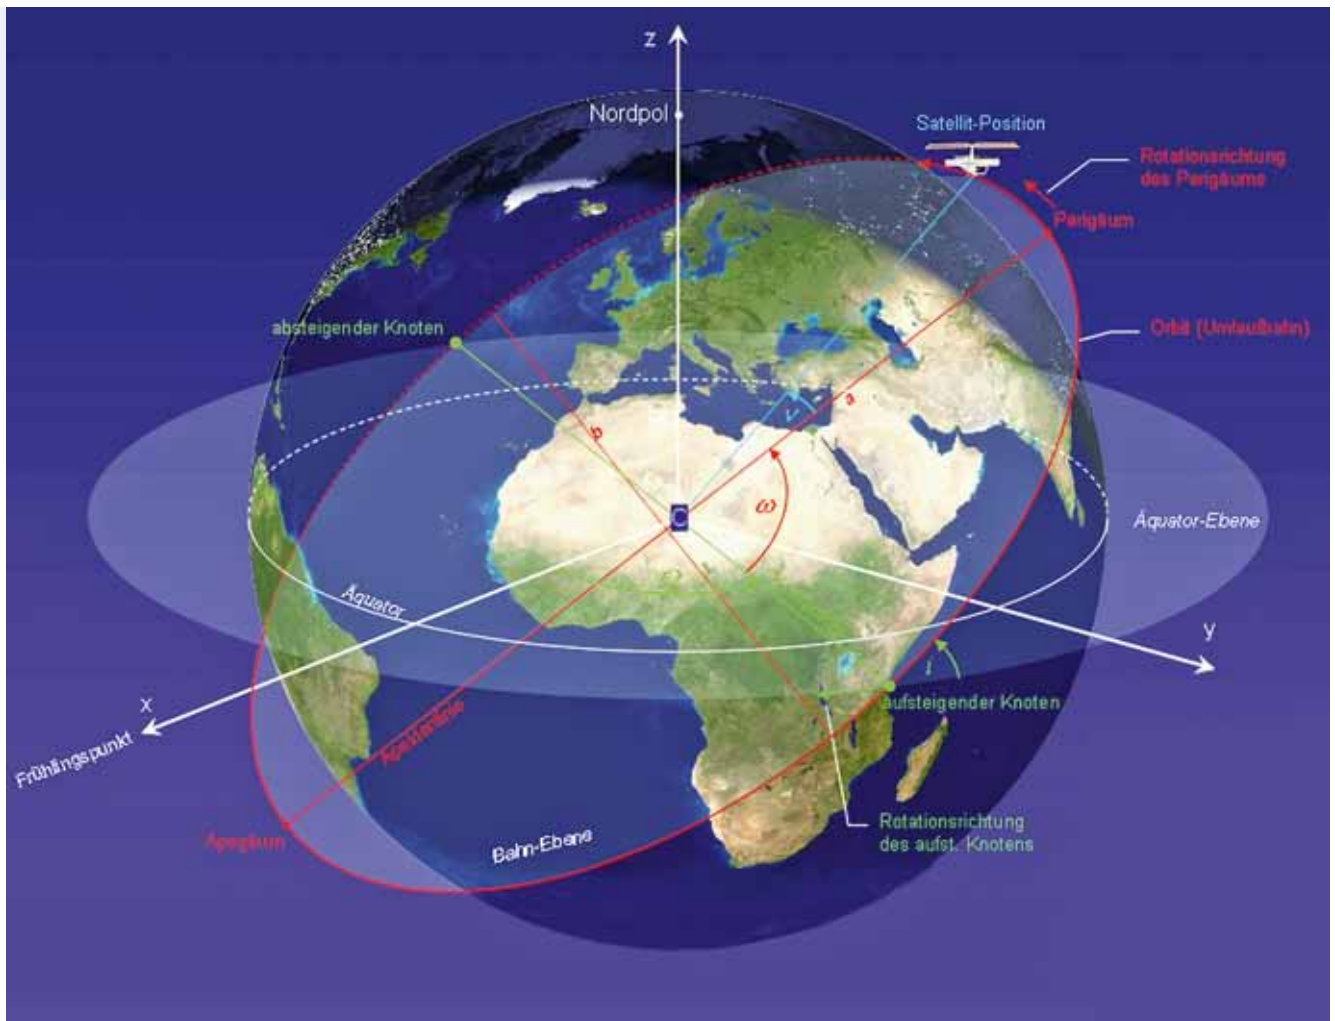 z
Nordpol
Satellit-Position
Rotationsrichtung
des Perigäums
Perigäum
absteigender Knoten
Orbit (Umlaufbahn)
a
ν
b
ω
C
Äquator-Ebene
Ω
Äquator
y
i
x
aufsteigender Knoten
Frühlingspunkt
Apsidenlinie
Rotationsrichtung
des aufst. Knotens
Apogäum
Bahn-Ebene